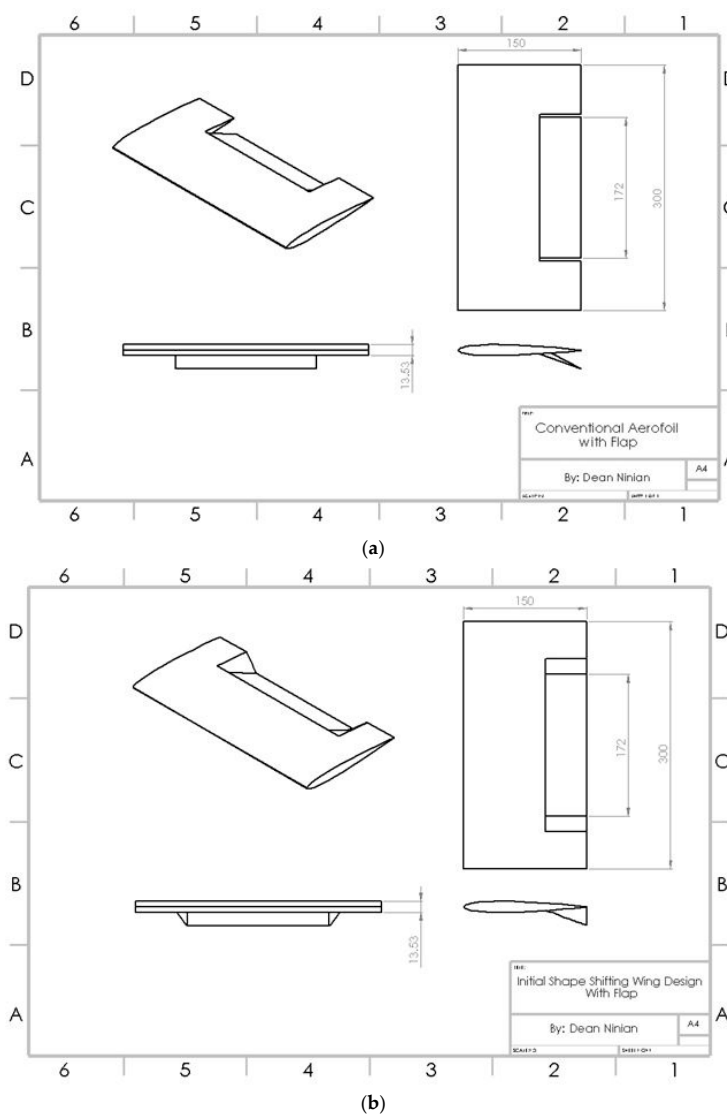 6 5 4 3 2 1
150
D D
C C
172
300
B
13.53
A
TITLE:
Conventional Aerofoil
with Flap
By: Dean Ninian
A4
6 5 4 3 2 1
(a)
6 5 4 3 2 1
150
D D
172
300
C C
B B
13.53
A A
TITLE:
Initial Shape Shifting Wing Design
With Flap
By: Dean Ninian
A4
6 5 4 3 2 1
(b)